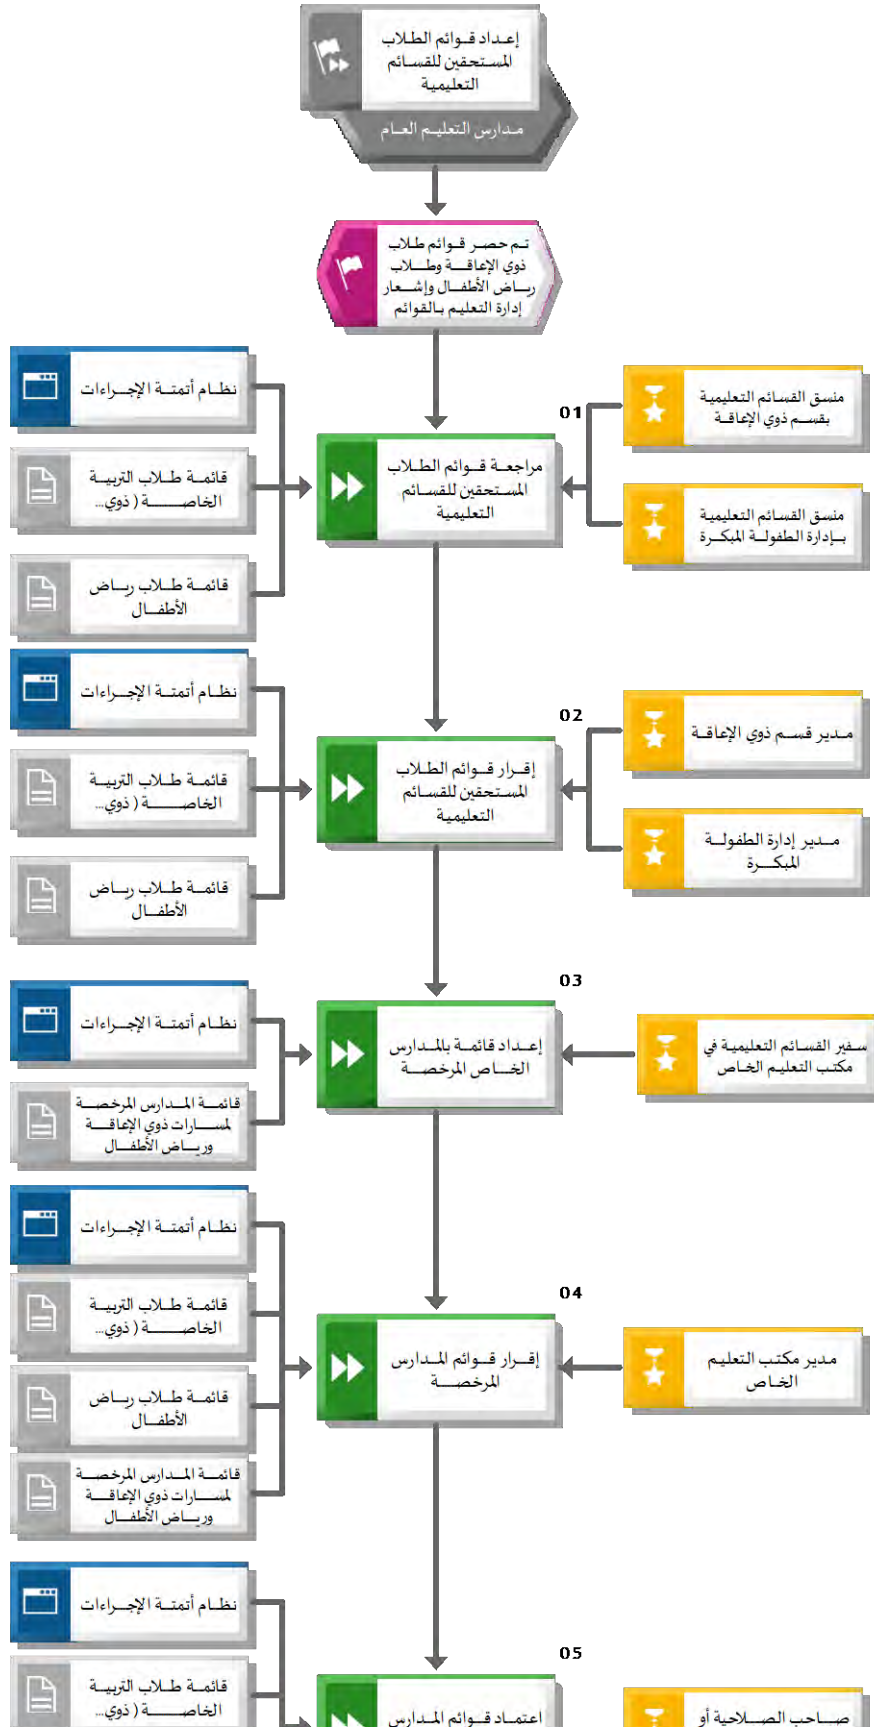 إعداد قوائم الطلاب
المستحقين للقسائم
التعليمية
مدارس التعليم العام
تم حصر قوائم طلاب
ذوي الإعاقة وطلاب
رياض الأطفال وإشعار
إدارة التعليم بالقوائم
01
منسق القسائم التعليمية
بقسم ذوي الإعاقة
منسق القسائم التعليمية
بإدارة الطفولة المبكرة
مراجعة قوائم الطلاب
المستحقين للقسائم
التعليمية
نظام أتمتة الإجراءات
قائمة طلاب التربية
الخاصة ( ذوي...
قائمة طلاب رياض
الأطفال
02
مدير قسم ذوي الإعاقة
مدير إدارة الطفولة
المبكرة
إقرار قوائم الطلاب
المستحقين للقسائم
التعليمية
نظام أتمتة الإجراءات
قائمة طلاب التربية
الخاصة ( ذوي...
قائمة طلاب رياض
الأطفال
03
سفير القسائم التعليمية في
مكتب التعليم الخاص
إعداد قائمة بالمدارس
الخاص المرخصة
نظام أتمتة الإجراءات
قائمة المدارس المرخصة
لمسارات ذوي الإعاقة
ورياض الأطفال
04
مدير مكتب التعليم
الخاص
إقرار قوائم المدارس
المرخصة
نظام أتمتة الإجراءات
قائمة طلاب التربية
الخاصة ( ذوي...
قائمة طلاب رياض
الأطفال
قائمة المدارس المرخصة
لمسارات ذوي الإعاقة
ورياض الأطفال
05
صاحب الصلاحية أو
اعتماد قوائم المدارس
نظام أتمتة الإجراءات
قائمة طلاب التربية
الخاصة ( ذوي...